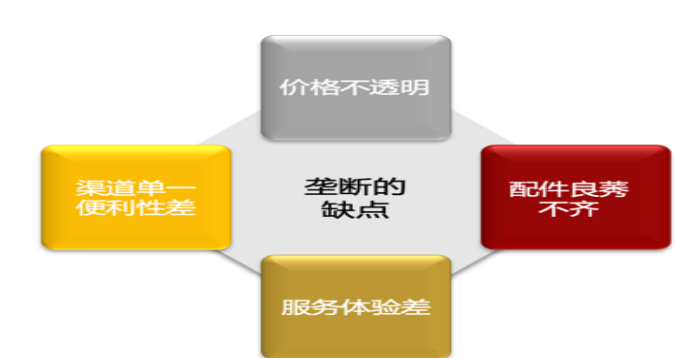 价格不透明
渠道单一
便利性差
垄断的
缺点
配件良莠
不齐
服务体验差